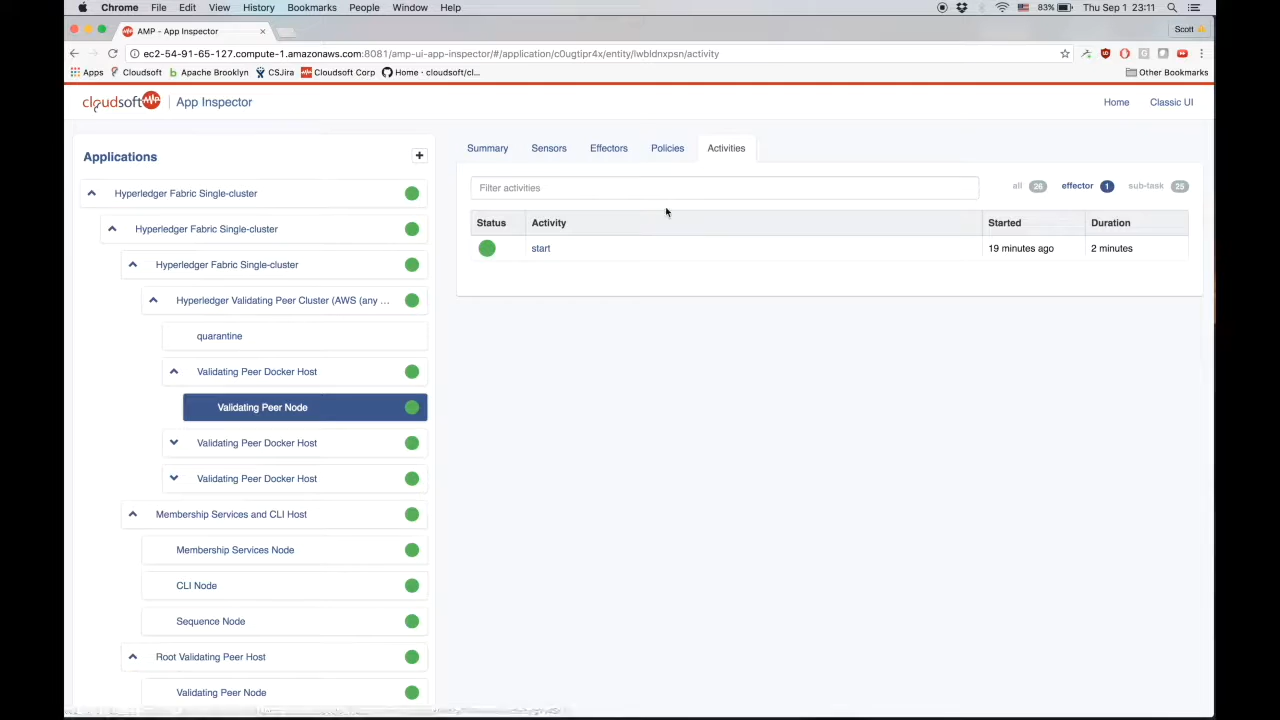 Chrome File Edit View History Bookmarks People Window Help 83% Thu Sep 1 23:11
AMP - App Inspector Scott
ec2-54-91-65-127.compute-1.amazonaws.com:8081/amp-ui-app-inspector/#/application/c0ugtipr4x/entity/lwbldnxpsn/activity
Apps Cloudsoft Apache Brooklyn CSJira Cloudsoft Corp Home · cloudsoft/cl... Other Bookmarks
cloudsoft AMP App Inspector Home Classic UI
Applications
Hyperledger Fabric Single-cluster
Hyperledger Fabric Single-cluster
Hyperledger Fabric Single-cluster
Hyperledger Validating Peer Cluster (AWS (any ...
quarantine
Validating Peer Docker Host
Validating Peer Node
Validating Peer Docker Host
Validating Peer Docker Host
Membership Services and CLI Host
Membership Services Node
CLI Node
Sequence Node
Root Validating Peer Host
Validating Peer Node
Summary Sensors Effectors Policies Activities
Filter activities all 26 effector 1 sub-task 25
Status Activity Started Duration
start 19 minutes ago 2 minutes